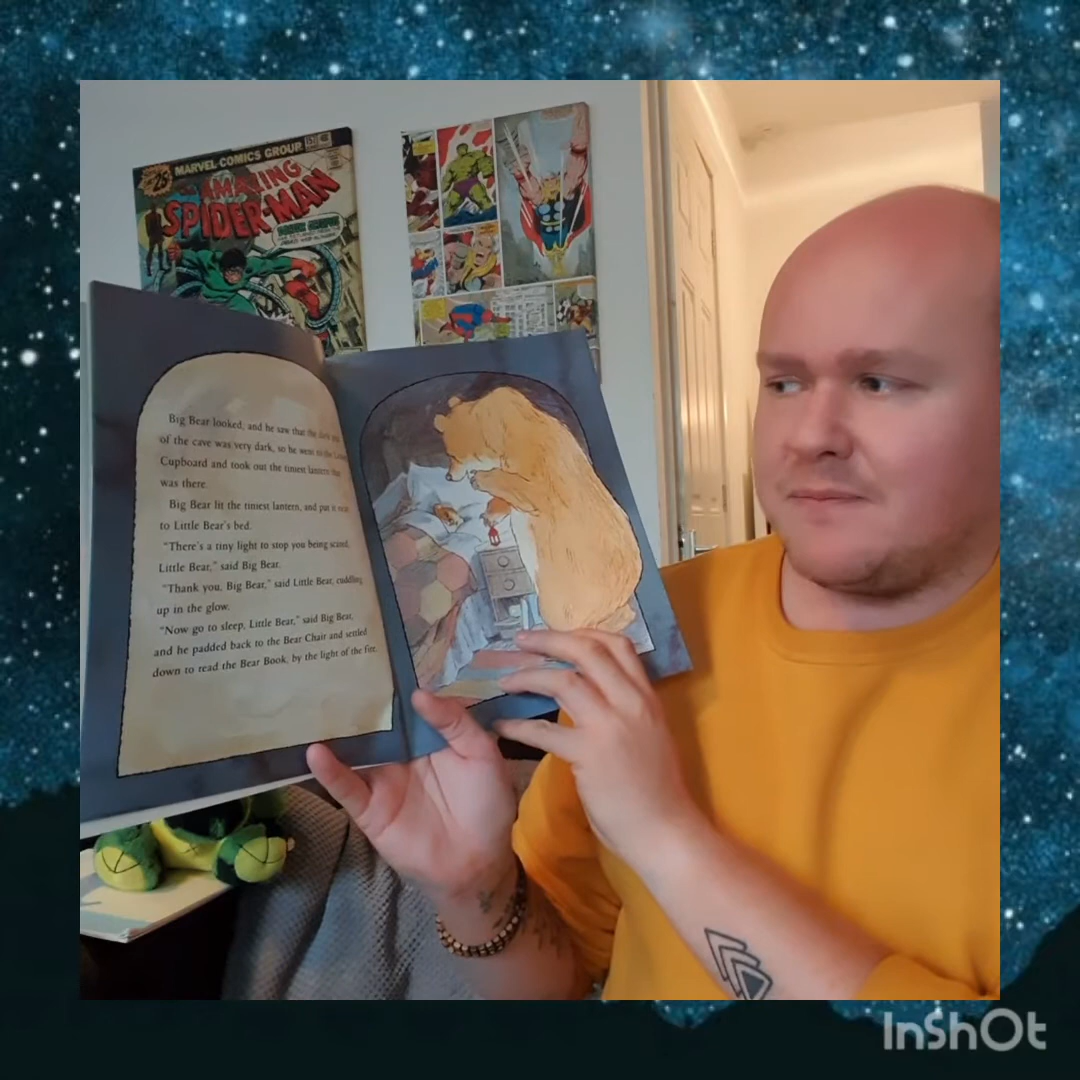 MARVEL COMICS GROUP
25¢
AMAZING
SPIDER-MAN
Big Bear looked, and he saw that the dark
of the cave was very dark, so he went to the
Cupboard and took out the tiniest lantern that
was there.
Big Bear lit the tiniest lantern, and put it
to Little Bear's bed.
"There's a tiny light to stop you being scared,
Little Bear," said Big Bear.
"Thank you, Big Bear," said Little Bear, cuddling
up in the glow.
"Now go to sleep, Little Bear," said Big Bear,
and he padded back to the Bear Chair and settled
down to read the Bear Book, by the light of the fire.
InShOt